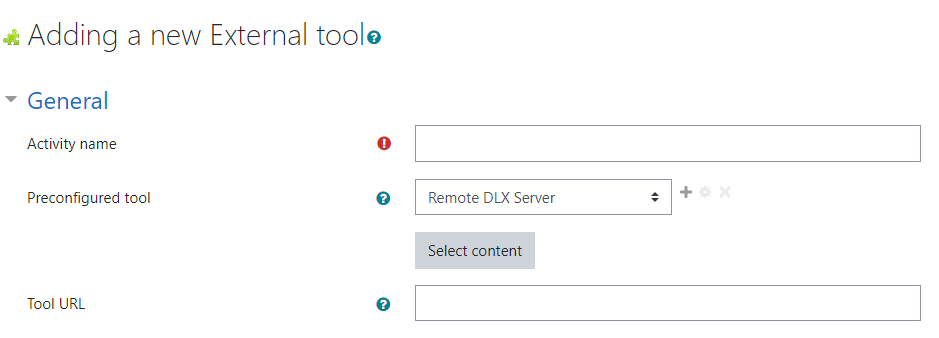 Adding a new External tool
General
Activity name
Preconfigured tool
Remote DLX Server
Select content
Tool URL